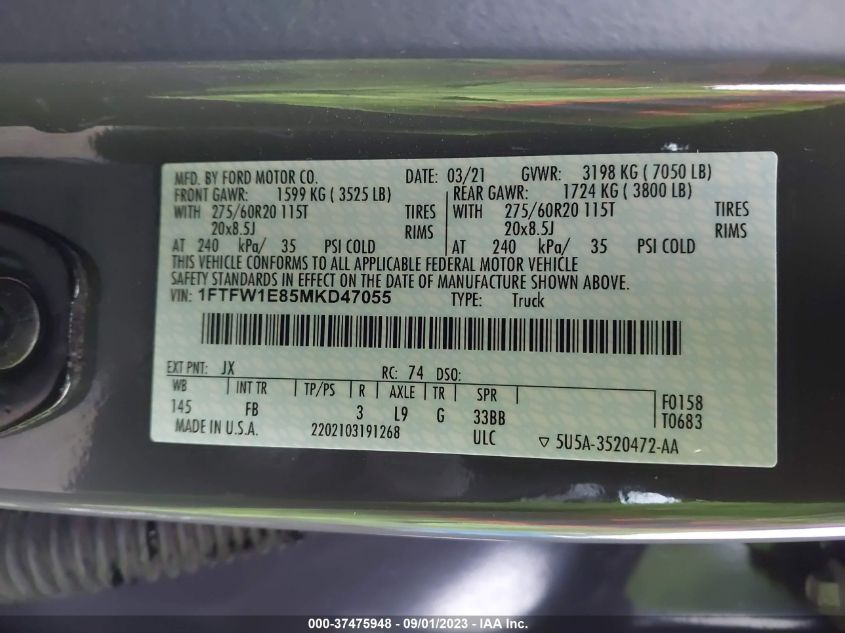 MFD. BY FORD MOTOR CO. DATE: 03/21 GVWR: 3198 KG ( 7050 LB)
FRONT GAWR: 1599 KG ( 3525 LB) REAR GAWR: 1724 KG ( 3800 LB)
WITH 275/60R20 115T TIRES WITH 275/60R20 115T TIRES
20x8.5J RIMS 20x8.5J RIMS
AT 240 kPa/ 35 PSI COLD AT 240 kPa/ 35 PSI COLD
THIS VEHICLE CONFORMS TO ALL APPLICABLE FEDERAL MOTOR VEHICLE
SAFETY STANDARDS IN EFFECT ON THE DATE OF MANUFACTURE SHOWN ABOVE.
VIN: 1FTFW1E85MKD47055 TYPE: Truck
EXT PNT: JX RC: 74 DSO:
WB INT TR TP/PS R AXLE TR SPR F0158
145 FB 3 L9 G 33BB T0683
MADE IN U.S.A. 2202103191268 ULC ▽ 5U5A-3520472-AA
000-37475948 - 09/01/2023 - IAA Inc.